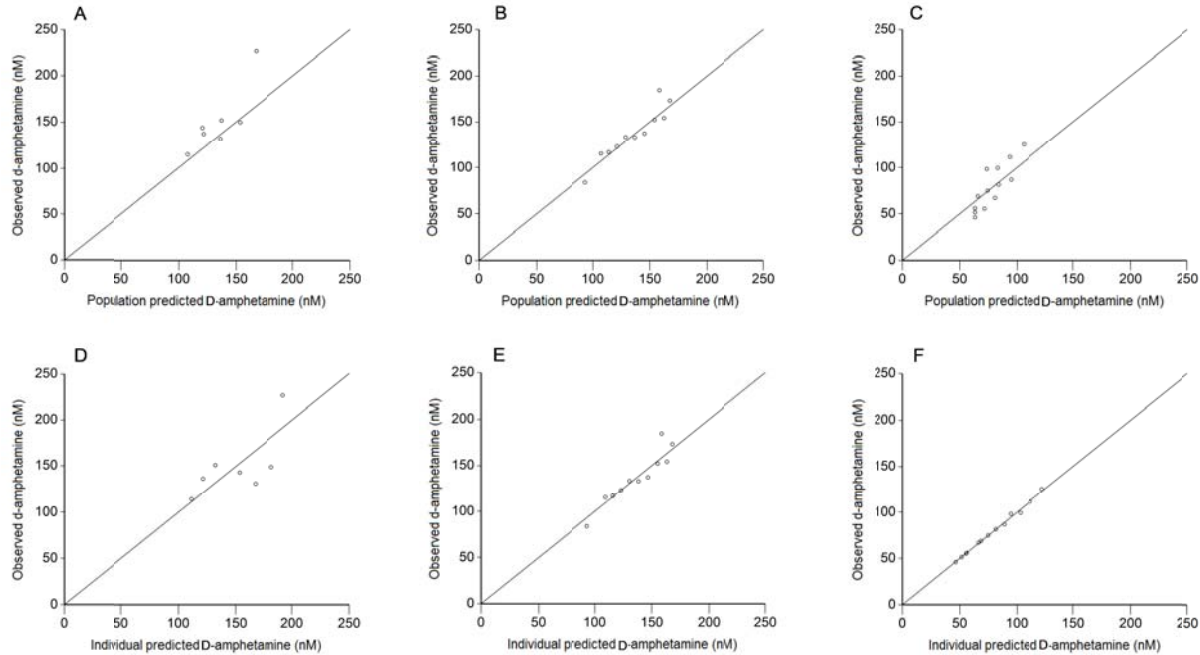 A
250
200
150
100
50
0
Observed d-amphetamine (nM)
0 50 100 150 200 250
Population predicted D-amphetamine (nM)
B
250
200
150
100
50
0
Observed d-amphetamine (nM)
0 50 100 150 200 250
Population predicted D-amphetamine (nM)
C
250
200
150
100
50
0
Observed d-amphetamine (nM)
0 50 100 150 200 250
Population predicted D-amphetamine (nM)
D
250
200
150
100
50
0
Observed d-amphetamine (nM)
0 50 100 150 200 250
Individual predicted D-amphetamine (nM)
E
250
200
150
100
50
0
Observed d-amphetamine (nM)
0 50 100 150 200 250
Individual predicted D-amphetamine (nM)
F
250
200
150
100
50
0
Observed d-amphetamine (nM)
0 50 100 150 200 250
Individual predicted D-amphetamine (nM)